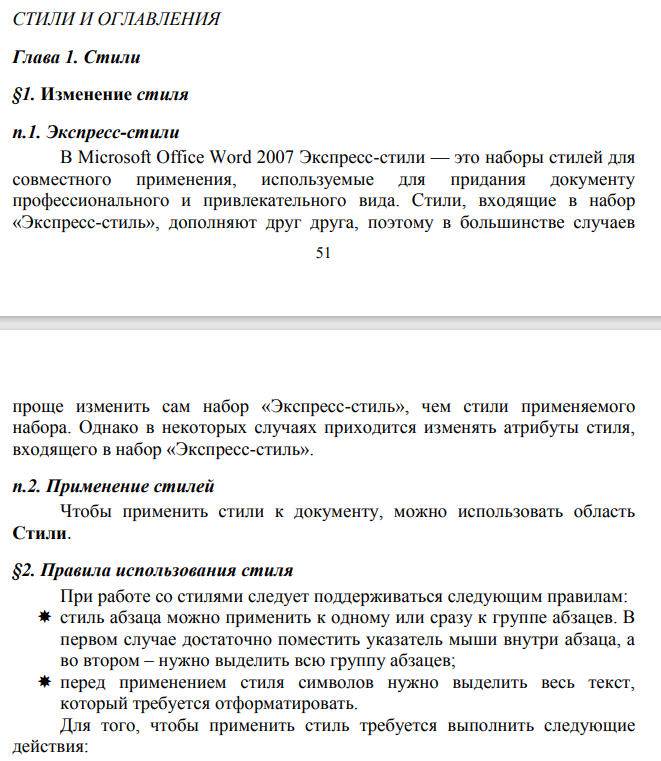 СТИЛИ И ОГЛАВЛЕНИЯ
Глава 1. Стили
§1. Изменение стиля
п.1. Экспресс-стили
В Microsoft Office Word 2007 Экспресс-стили — это наборы стилей для
совместного применения, используемые для придания документу
профессионального и привлекательного вида. Стили, входящие в набор
«Экспресс-стиль», дополняют друг друга, поэтому в большинстве случаев
51
проще изменить сам набор «Экспресс-стиль», чем стили применяемого
набора. Однако в некоторых случаях приходится изменять атрибуты стиля,
входящего в набор «Экспресс-стиль».
п.2. Применение стилей
Чтобы применить стили к документу, можно использовать область
Стили.
§2. Правила использования стиля
При работе со стилями следует поддерживаться следующим правилам:
✸ стиль абзаца можно применить к одному или сразу к группе абзацев. В
первом случае достаточно поместить указатель мыши внутри абзаца, а
во втором – нужно выделить всю группу абзацев;
✸ перед применением стиля символов нужно выделить весь текст,
который требуется отформатировать.
Для того, чтобы применить стиль требуется выполнить следующие
действия: